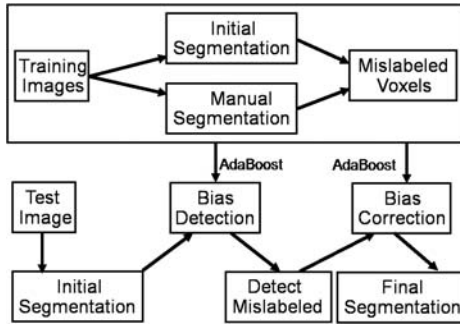 Initial
Segmentation
Training
Images
Mislabeled
Voxels
Manual
Segmentation
AdaBoost
AdaBoost
Test
Image
Bias
Detection
Bias
Correction
Initial
Segmentation
Detect
Mislabeled
Final
Segmentation